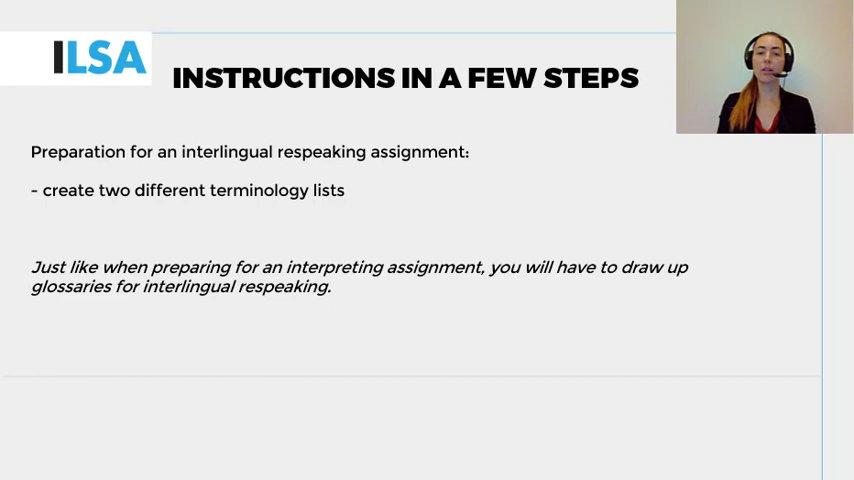 ILSA
INSTRUCTIONS IN A FEW STEPS
Preparation for an interlingual respeaking assignment:
- create two different terminology lists
Just like when preparing for an interpreting assignment, you will have to draw up
glossaries for interlingual respeaking.